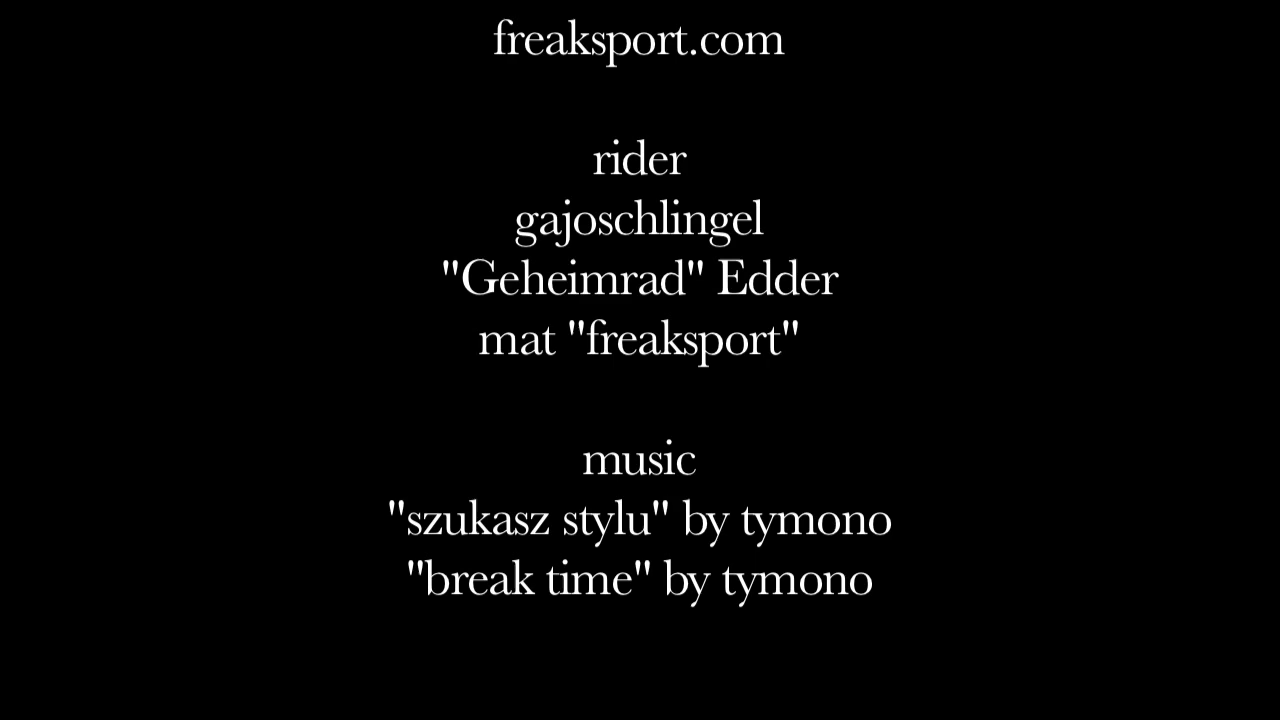 freaksport.com
rider
gajoschlingel
"Geheimrad" Edder
mat "freaksport"
music
"szukasz stylu" by tymono
"break time" by tymono